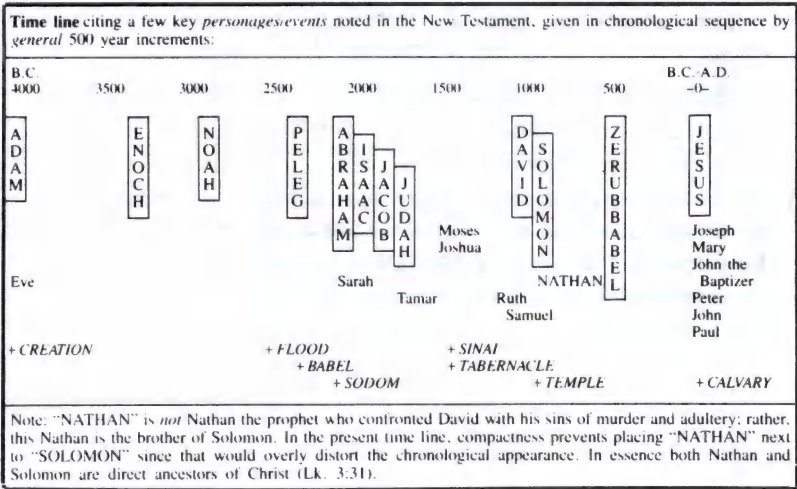 Time line citing a few key personages/events noted in the New Testament, given in chronological sequence by
general 500 year increments:
B.C. B.C.-A.D.
4000 3500 3000 2500 2000 1500 1000 500 –0–
ADAM ENOCH NOAH PELEG ABRAHAM ISAAC JACOB JUDAH DAVID SOLOMON ZERUBBABEL JESUS
Moses Joseph
Joshua Mary
John the
Eve Sarah NATHAN Baptizer
Tamar Ruth Peter
Samuel John
Paul
+ CREATION + FLOOD + SINAI
+ BABEL + TABERNACLE
+ SODOM + TEMPLE + CALVARY
Note: "NATHAN" is not Nathan the prophet who confronted David with his sins of murder and adultery; rather,
this Nathan is the brother of Solomon. In the present time line, compactness prevents placing "NATHAN" next
to "SOLOMON" since that would overly distort the chronological appearance. In essence both Nathan and
Solomon are direct ancestors of Christ (Lk. 3:31).